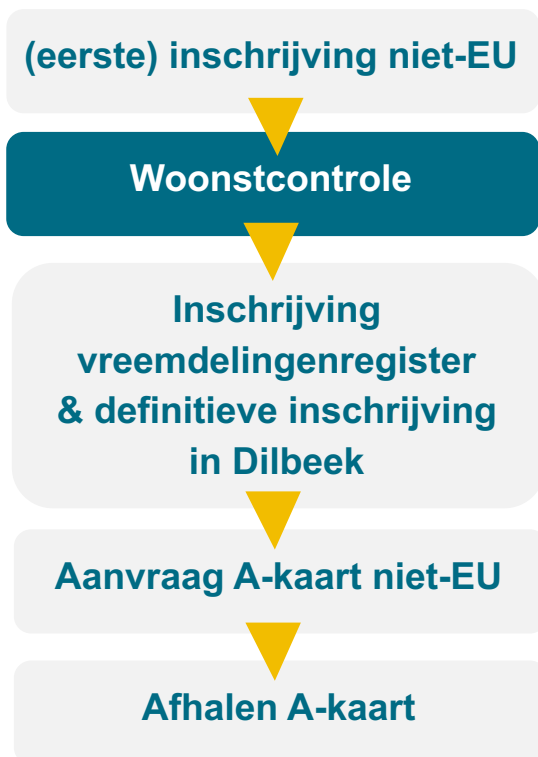 (eerste) inschrijving niet-EU
Woonstcontrole
Inschrijving
vreemdelingenregister
& definitieve inschrijving
in Dilbeek
Aanvraag A-kaart niet-EU
Afhalen A-kaart